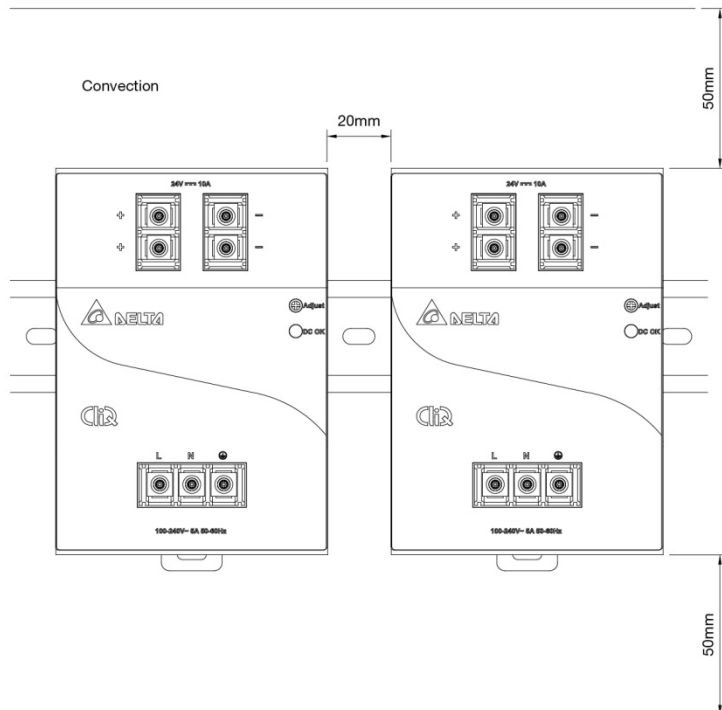 50mm
Convection
20mm
24V ⎓ 10A
24V ⎓ 10A
+ −
+ −
+ −
+ −
Adjust
Adjust
DELTA
DC OK
DELTA
DC OK
CliQ
CliQ
L N ⏚
L N ⏚
100-240V~ 5A 50-60Hz
100-240V~ 5A 50-60Hz
50mm